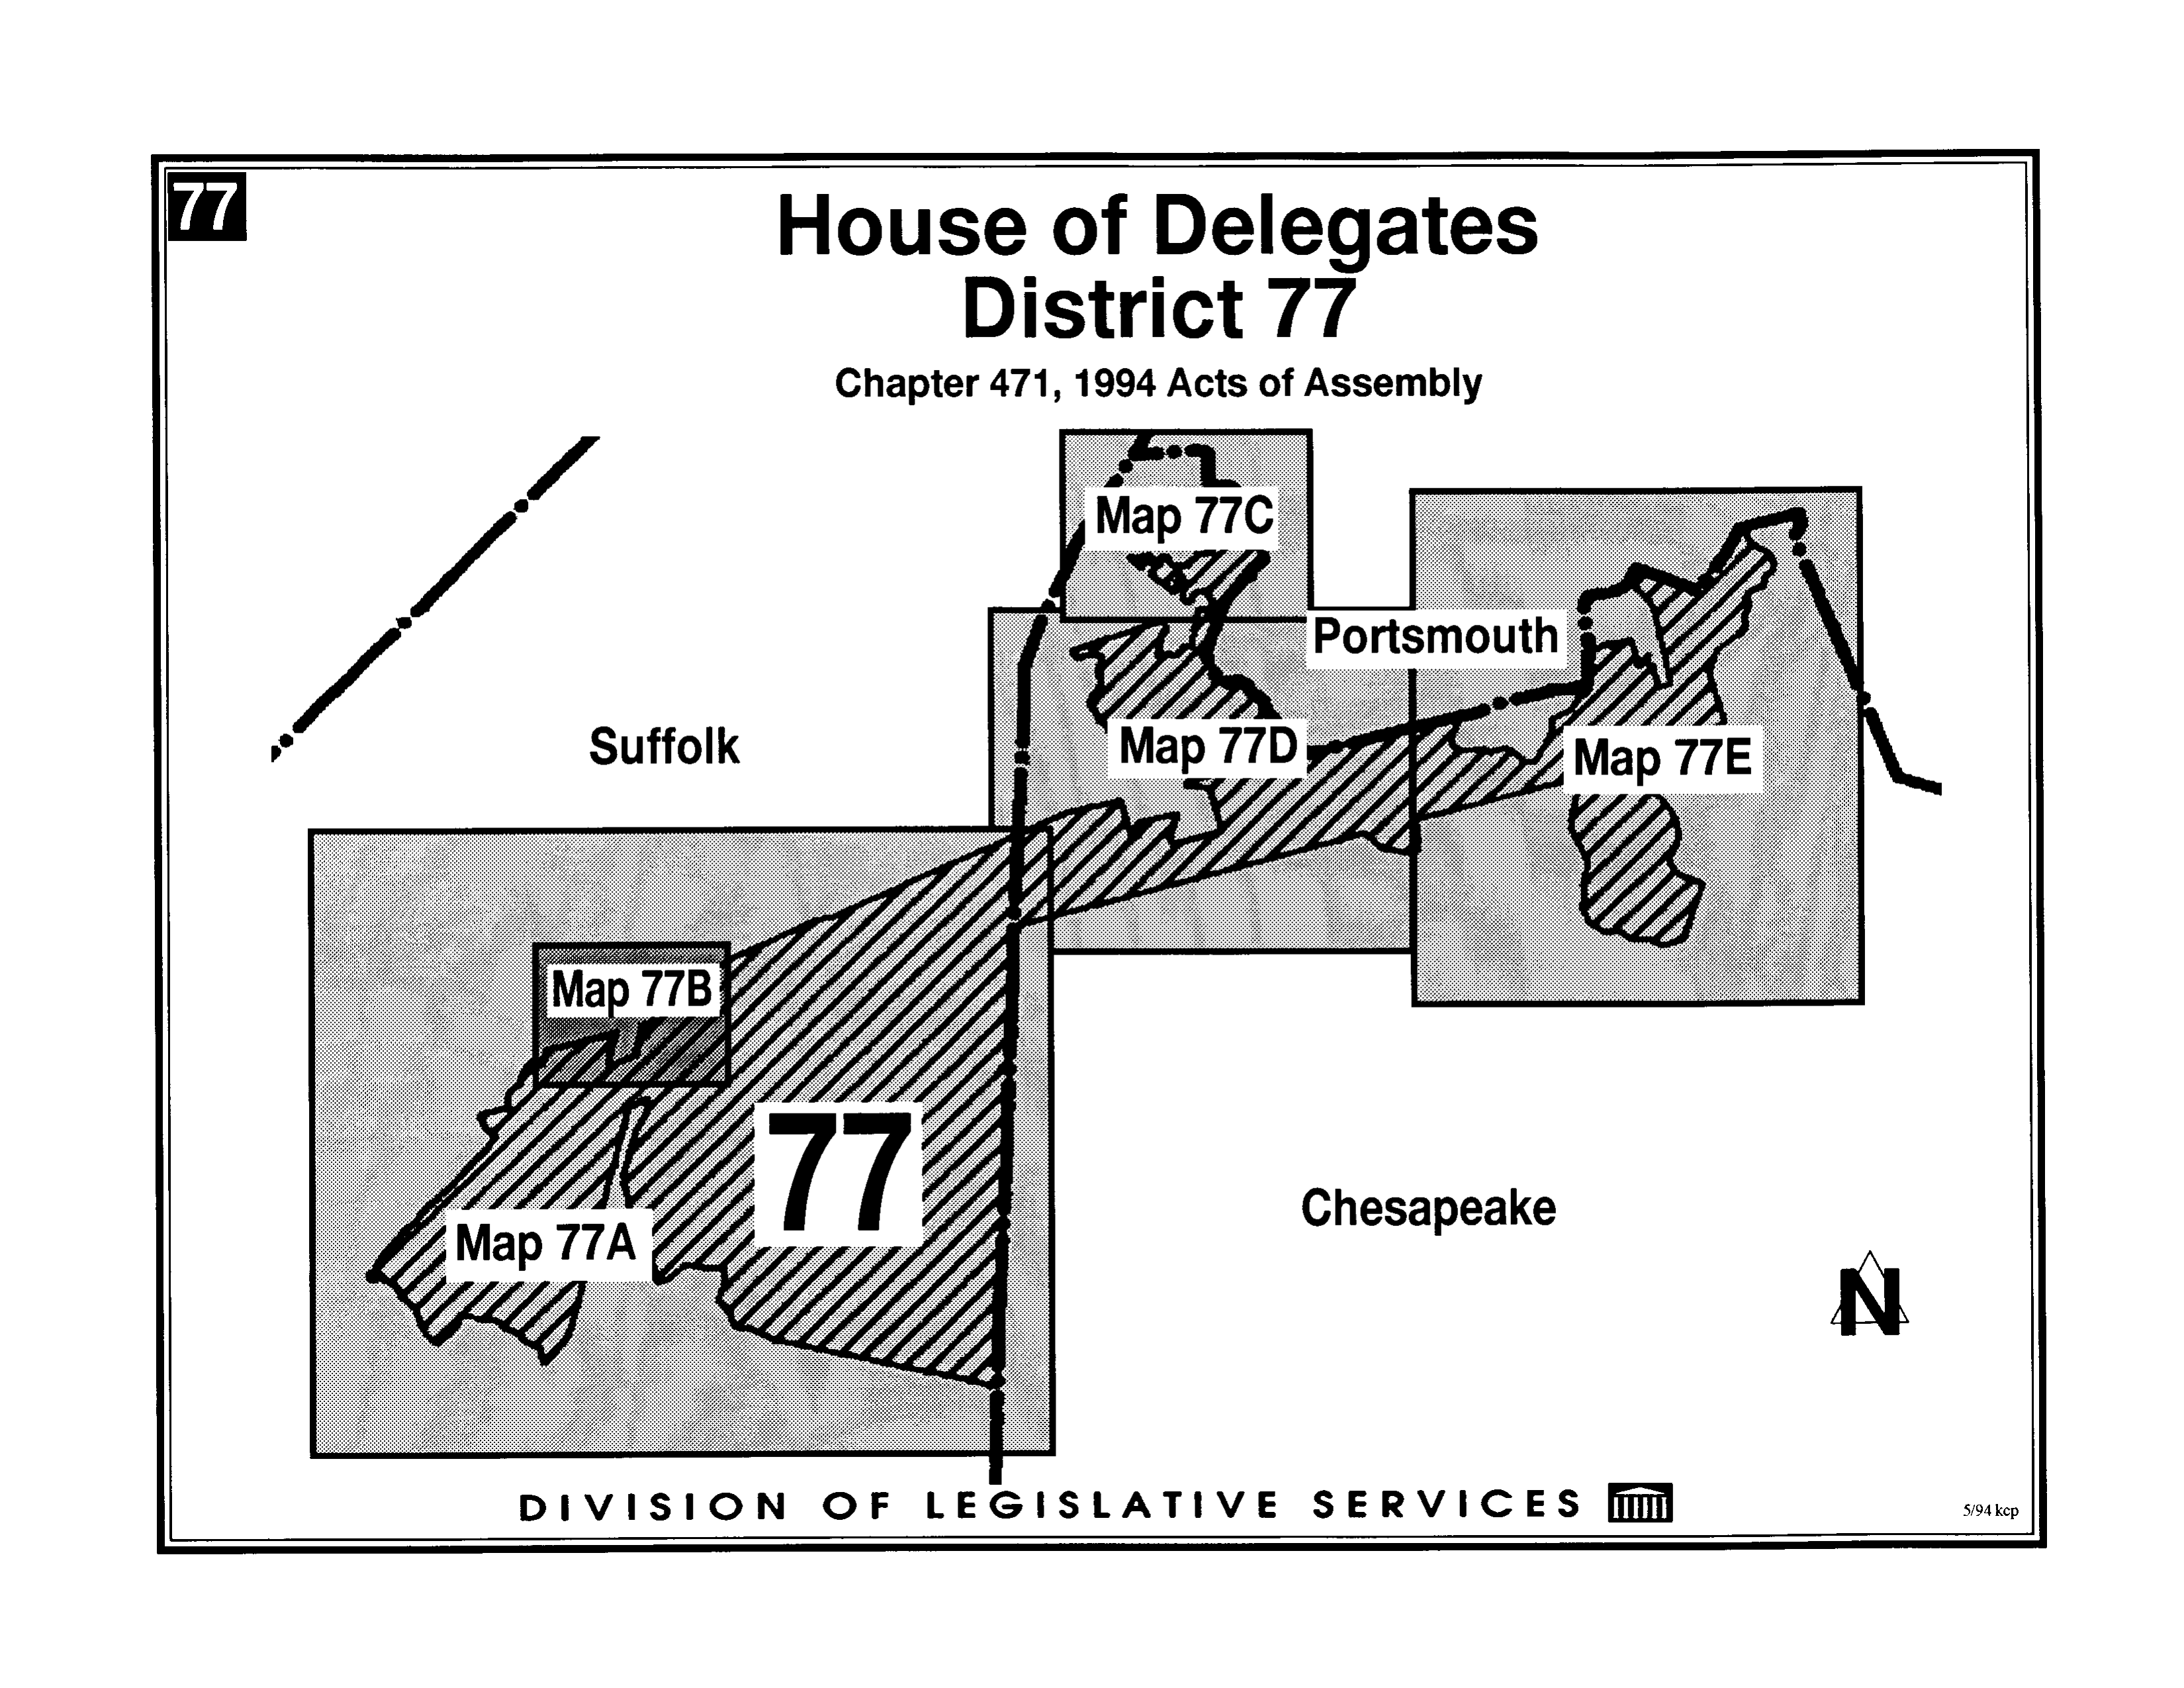 77
House of Delegates
District 77
Chapter 471, 1994 Acts of Assembly
Map 77C
Portsmouth
Suffolk
Map 77D
Map 77E
Map 77B
77
Chesapeake
Map 77A
N
DIVISION OF LEGISLATIVE SERVICES
5/94 kcp